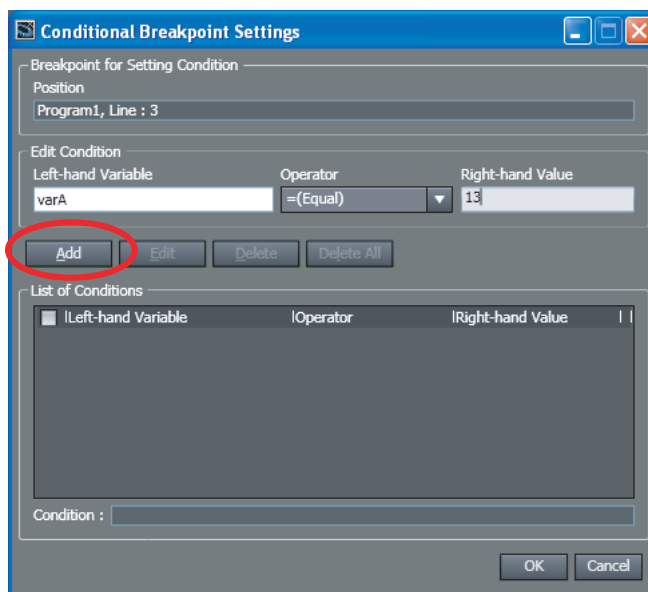 Conditional Breakpoint Settings
Breakpoint for Setting Condition
Position
Program1, Line : 3
Edit Condition
Left-hand Variable Operator Right-hand Value
varA =(Equal) 13
Add Edit Delete Delete All
List of Conditions
Left-hand Variable Operator Right-hand Value
Condition :
OK Cancel